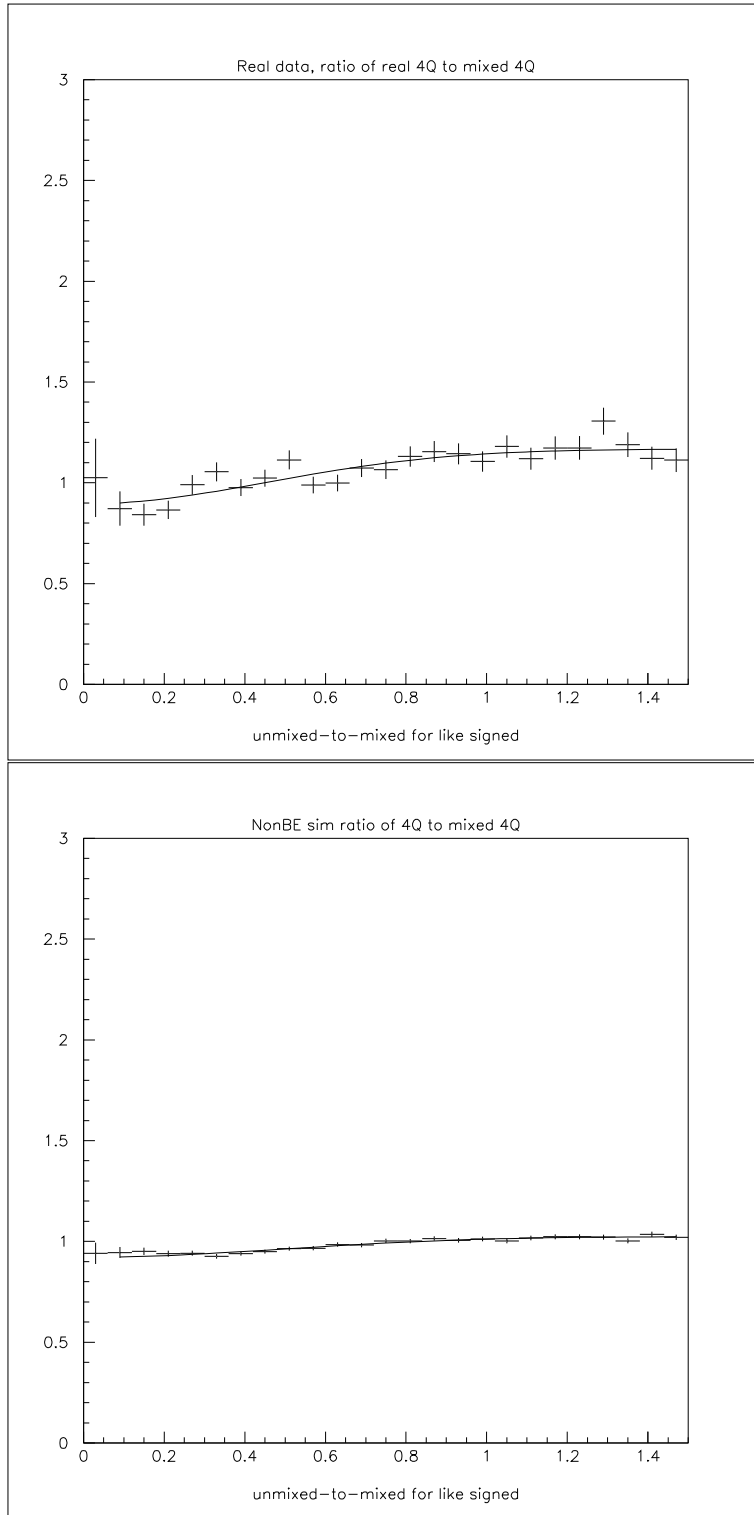 Real data, ratio of real 4Q to mixed 4Q
3
2.5
2
1.5
1
0.5
0
0 0.2 0.4 0.6 0.8 1 1.2 1.4
unmixed-to-mixed for like signed
NonBE sim ratio of 4Q to mixed 4Q
3
2.5
2
1.5
1
0.5
0
0 0.2 0.4 0.6 0.8 1 1.2 1.4
unmixed-to-mixed for like signed